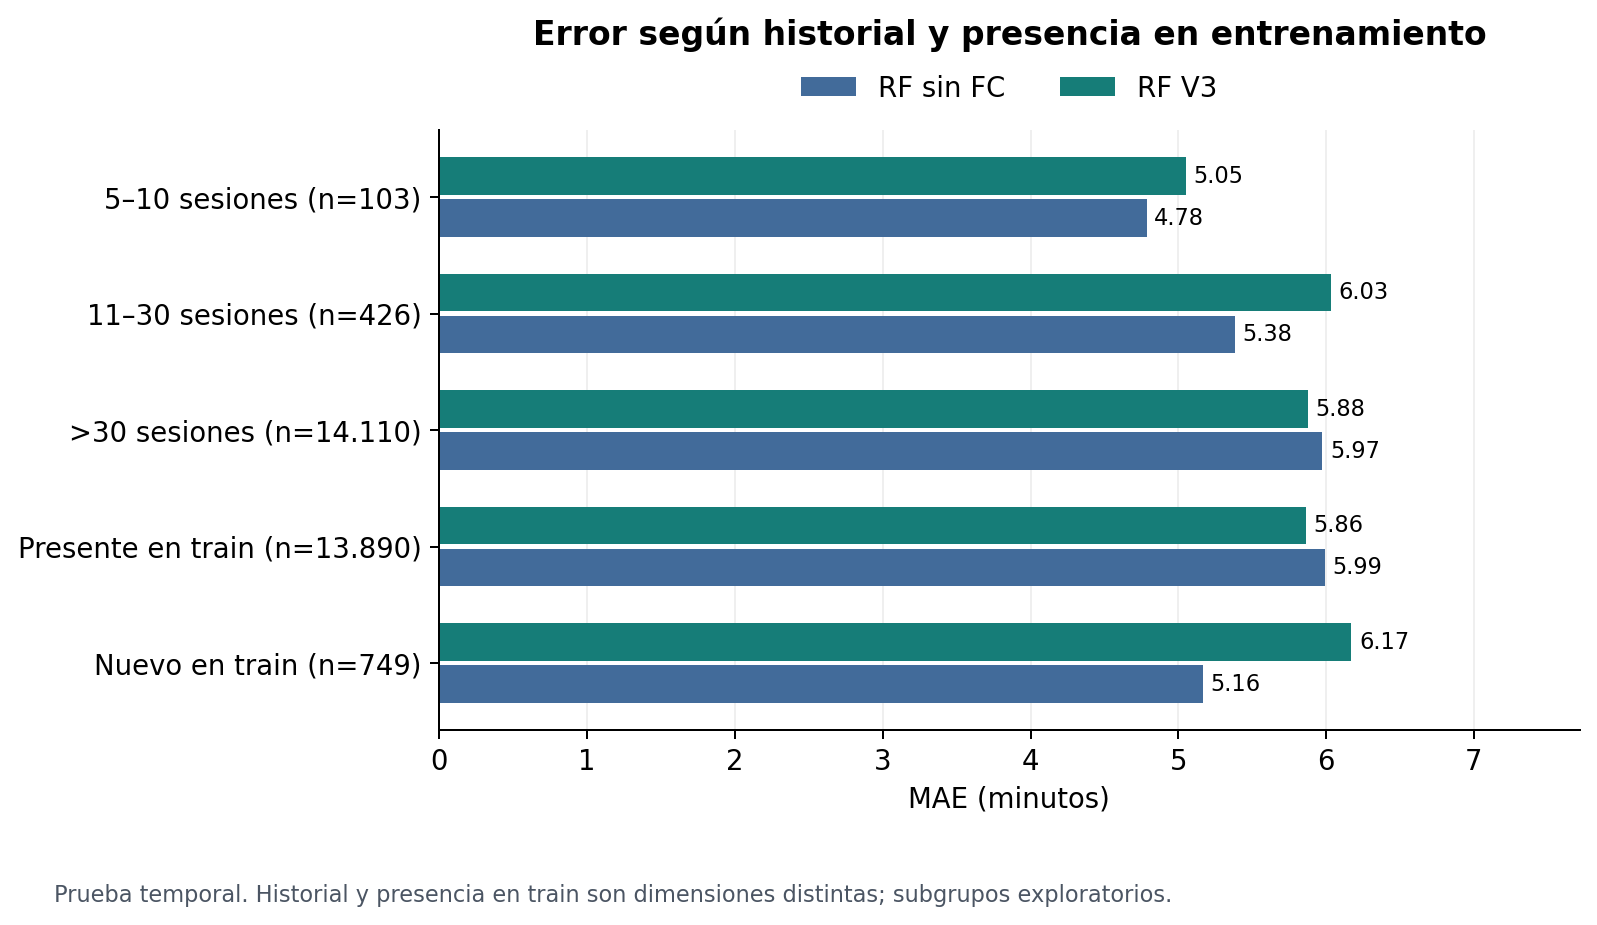 Error según historial y presencia en entrenamiento
RF sin FC
RF V3
5–10 sesiones (n=103)
5.05
4.78
11–30 sesiones (n=426)
6.03
5.38
>30 sesiones (n=14.110)
5.88
5.97
Presente en train (n=13.890)
5.86
5.99
Nuevo en train (n=749)
6.17
5.16
0 1 2 3 4 5 6 7
MAE (minutos)
Prueba temporal. Historial y presencia en train son dimensiones distintas; subgrupos exploratorios.